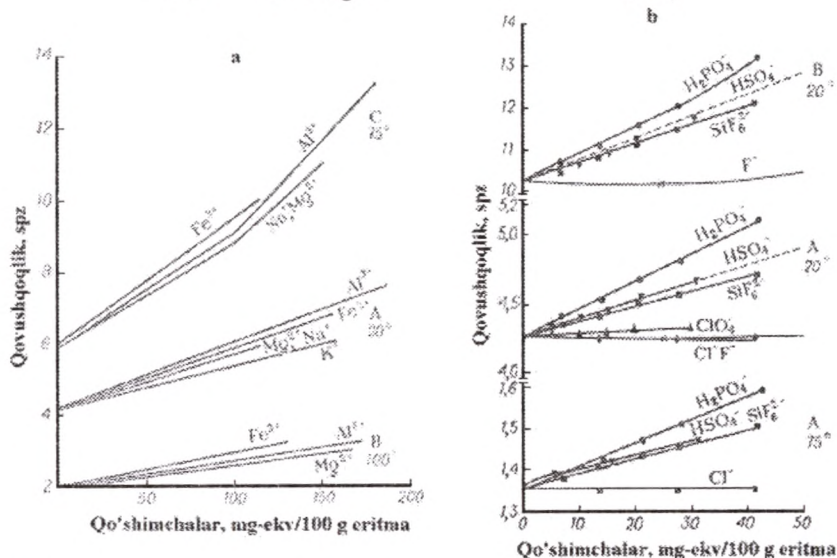 a
Qovushqoqlik, spz
14
12
10
8
6
4
2
50
100
150
200
Qo'shimchalar, mg-ekv/100 g eritma
Al³⁺
C
75°
Fe³⁺
Na⁺,Mg²⁺
Al³⁺
Fe³⁺
A
Mg²⁺,Na⁺
K⁺
Fe³⁺
Al³⁺
B
100°
Mg²⁺
b
Qovushqoqlik, spz
14
13
12
11
10
H₂PO₄⁻
HSO₄⁻
B
20°
SiF₆²⁻
F⁻
5,2
5,0
4,5
4,0
H₂PO₄⁻
HSO₄⁻
A
20°
SiF₆²⁻
ClO₄⁻
Cl⁻F⁻
1,6
1,5
1,4
1,3
H₂PO₄⁻
HSO₄⁻
SiF₆²⁻
A
75°
Cl⁻
0
10
20
30
40
50
Qo'shimchalar, mg-ekv/100 g eritma